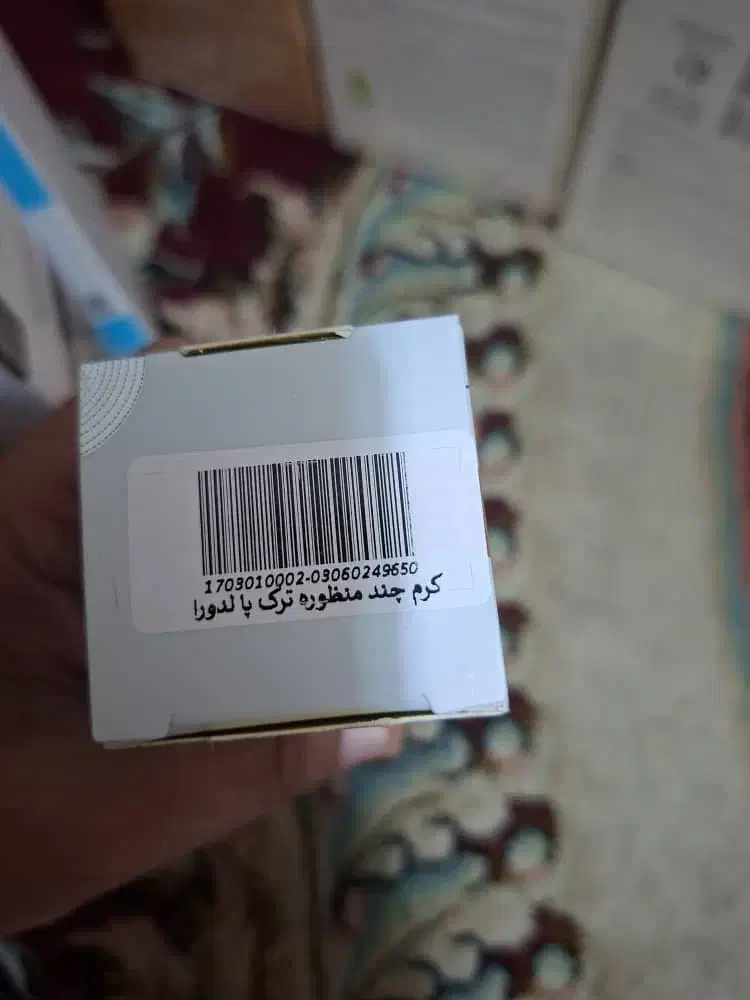 1703010002-03060249650
کرم چند منظوره ترک پا لدورا